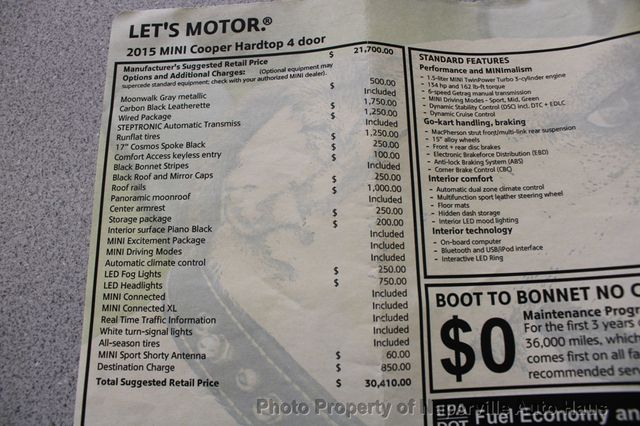 LET'S MOTOR.®
2015 MINI Cooper Hardtop 4 door
Manufacturer's Suggested Retail Price $ 21,700.00
Options and Additional Charges: (Optional equipment may
supercede standard equipment; check with your authorized MINI dealer).
Moonwalk Gray metallic $ 500.00
Carbon Black Leatherette Included
Wired Package $ 1,750.00
STEPTRONIC Automatic Transmiss $ 1,250.00
Runflat tires Included
17" Cosmos Spoke Black $ 1,250.00
Comfort Access keyless entry $ 250.00
Black Bonnet Stripes $ 100.00
Black Roof and Mirror Caps Included
Roof rails $ 250.00
Panoramic moonroof $ 1,000.00
Center armrest Included
Storage package $ 250.00
Interior surface Piano Black $ 200.00
MINI Excitement Package Included
MINI Driving Modes Included
Automatic climate control Included
LED Fog Lights $ 250.00
LED Headlights $ 750.00
MINI Connected Included
MINI Connected XL Included
Real Time Traffic Information Included
White turn-signal lights Included
All-season tires Included
MINI Sport Shorty Antenna $ 60.00
Destination Charge $ 850.00
Total Suggested Retail Price $ 30,410.00
STANDARD FEATURES
Performance and MINImalism
- 1.5-liter MINI TwinPower Turbo 3-cylinder engine
- 134 hp and 162 lb-ft torque
- 6-speed Getrag manual transmission
- MINI Driving Modes - Sport, Mid, Green
- Dynamic Stability Control (DSC) incl. DTC + EDLC
- Dynamic Cruise Control
Go-kart handling, braking
- MacPherson strut front/multi-link rear suspension
- 15" alloy wheels
- Front + rear disc brakes
- Electronic Brakeforce Distribution (EBD)
- Anti-lock Braking System (ABS)
- Corner Brake Control (CBC)
Interior comfort
- Automatic dual zone climate control
- Multifunction sport leather steering wheel
- Floor mats
- Hidden dash storage
- Interior LED mood lighting
Interior technology
- On-board computer
- Bluetooth and USB/iPod interface
- Interactive LED Ring
BOOT TO BONNET NO C
$0
Maintenance Progr
For the first 3 years
36,000 miles, which
comes first on all fa
recommended serv
EPA
DOT
Fuel Economy and
Photo Property of Naperville Auto Haus